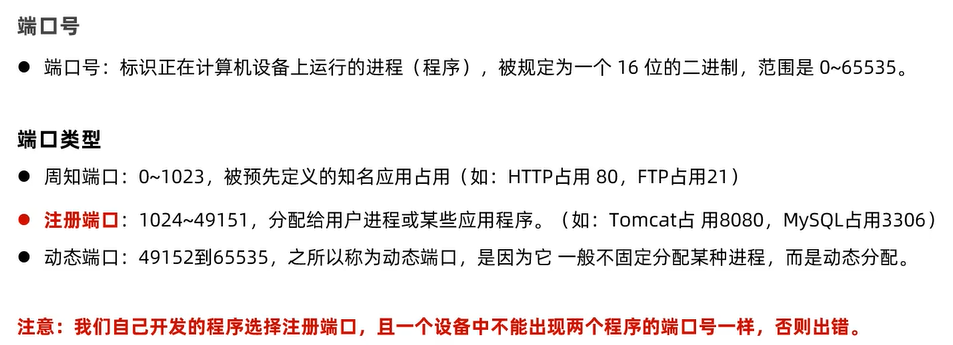 端口号
● 端口号：标识正在计算机设备上运行的进程（程序），被规定为一个 16 位的二进制，范围是 0~65535。
端口类型
● 周知端口：0~1023，被预先定义的知名应用占用（如：HTTP占用 80，FTP占用21）
● 注册端口：1024~49151，分配给用户进程或某些应用程序。（如：Tomcat占 用8080，MySQL占用3306）
● 动态端口：49152到65535，之所以称为动态端口，是因为它 一般不固定分配某种进程，而是动态分配。
注意：我们自己开发的程序选择注册端口，且一个设备中不能出现两个程序的端口号一样，否则出错。